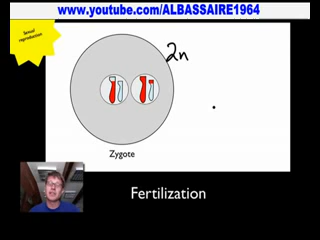 www.youtube.com/ALBASSAIRE1964
Sexual
reproduction
2n
Zygote
Fertilization